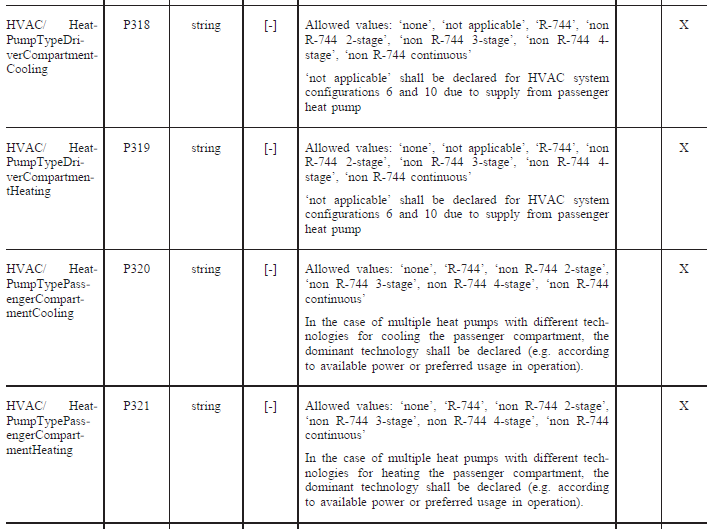 HVAC/ Heat- P318 string [-] Allowed values: ‘none’, ‘not applicable’, ‘R-744’, ‘non X
PumpTypeDri- R-744 2-stage’, ‘non R-744 3-stage’, ‘non R-744 4-
verCompartment- stage’, ‘non R-744 continuous’
Cooling
‘not applicable’ shall be declared for HVAC system
configurations 6 and 10 due to supply from passenger
heat pump
HVAC/ Heat- P319 string [-] Allowed values: ‘none’, ‘not applicable’, ‘R-744’, ‘non X
PumpTypeDri- R-744 2-stage’, ‘non R-744 3-stage’, ‘non R-744 4-
verCompartmen- stage’, ‘non R-744 continuous’
tHeating
‘not applicable’ shall be declared for HVAC system
configurations 6 and 10 due to supply from passenger
heat pump
HVAC/ Heat- P320 string [-] Allowed values: ‘none’, ‘R-744’, ‘non R-744 2-stage’, X
PumpTypePass- ‘non R-744 3-stage’, non R-744 4-stage’, ‘non R-744
engerCompart- continuous’
mentCooling
In the case of multiple heat pumps with different tech-
nologies for cooling the passenger compartment, the
dominant technology shall be declared (e.g. according
to available power or preferred usage in operation).
HVAC/ Heat- P321 string [-] Allowed values: ‘none’, ‘R-744’, ‘non R-744 2-stage’, X
PumpTypePass- ‘non R-744 3-stage’, non R-744 4-stage’, ‘non R-744
engerCompart- continuous’
mentHeating
In the case of multiple heat pumps with different tech-
nologies for heating the passenger compartment, the
dominant technology shall be declared (e.g. according
to available power or preferred usage in operation).